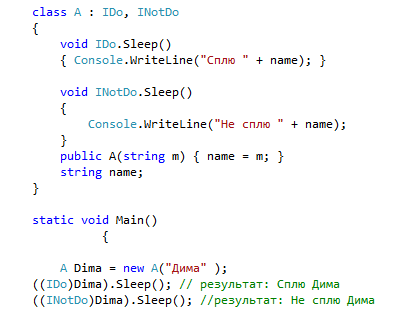 class A : IDo, INotDo
{
void IDo.Sleep()
{ Console.WriteLine("Сплю " + name); }
void INotDo.Sleep()
{
Console.WriteLine("Не сплю " + name);
}
public A(string m) { name = m; }
string name;
}
static void Main()
{
A Dima = new A("Дима" );
((IDo)Dima).Sleep(); // результат: Сплю Дима
((INotDo)Dima).Sleep(); //результат: Не сплю Дима